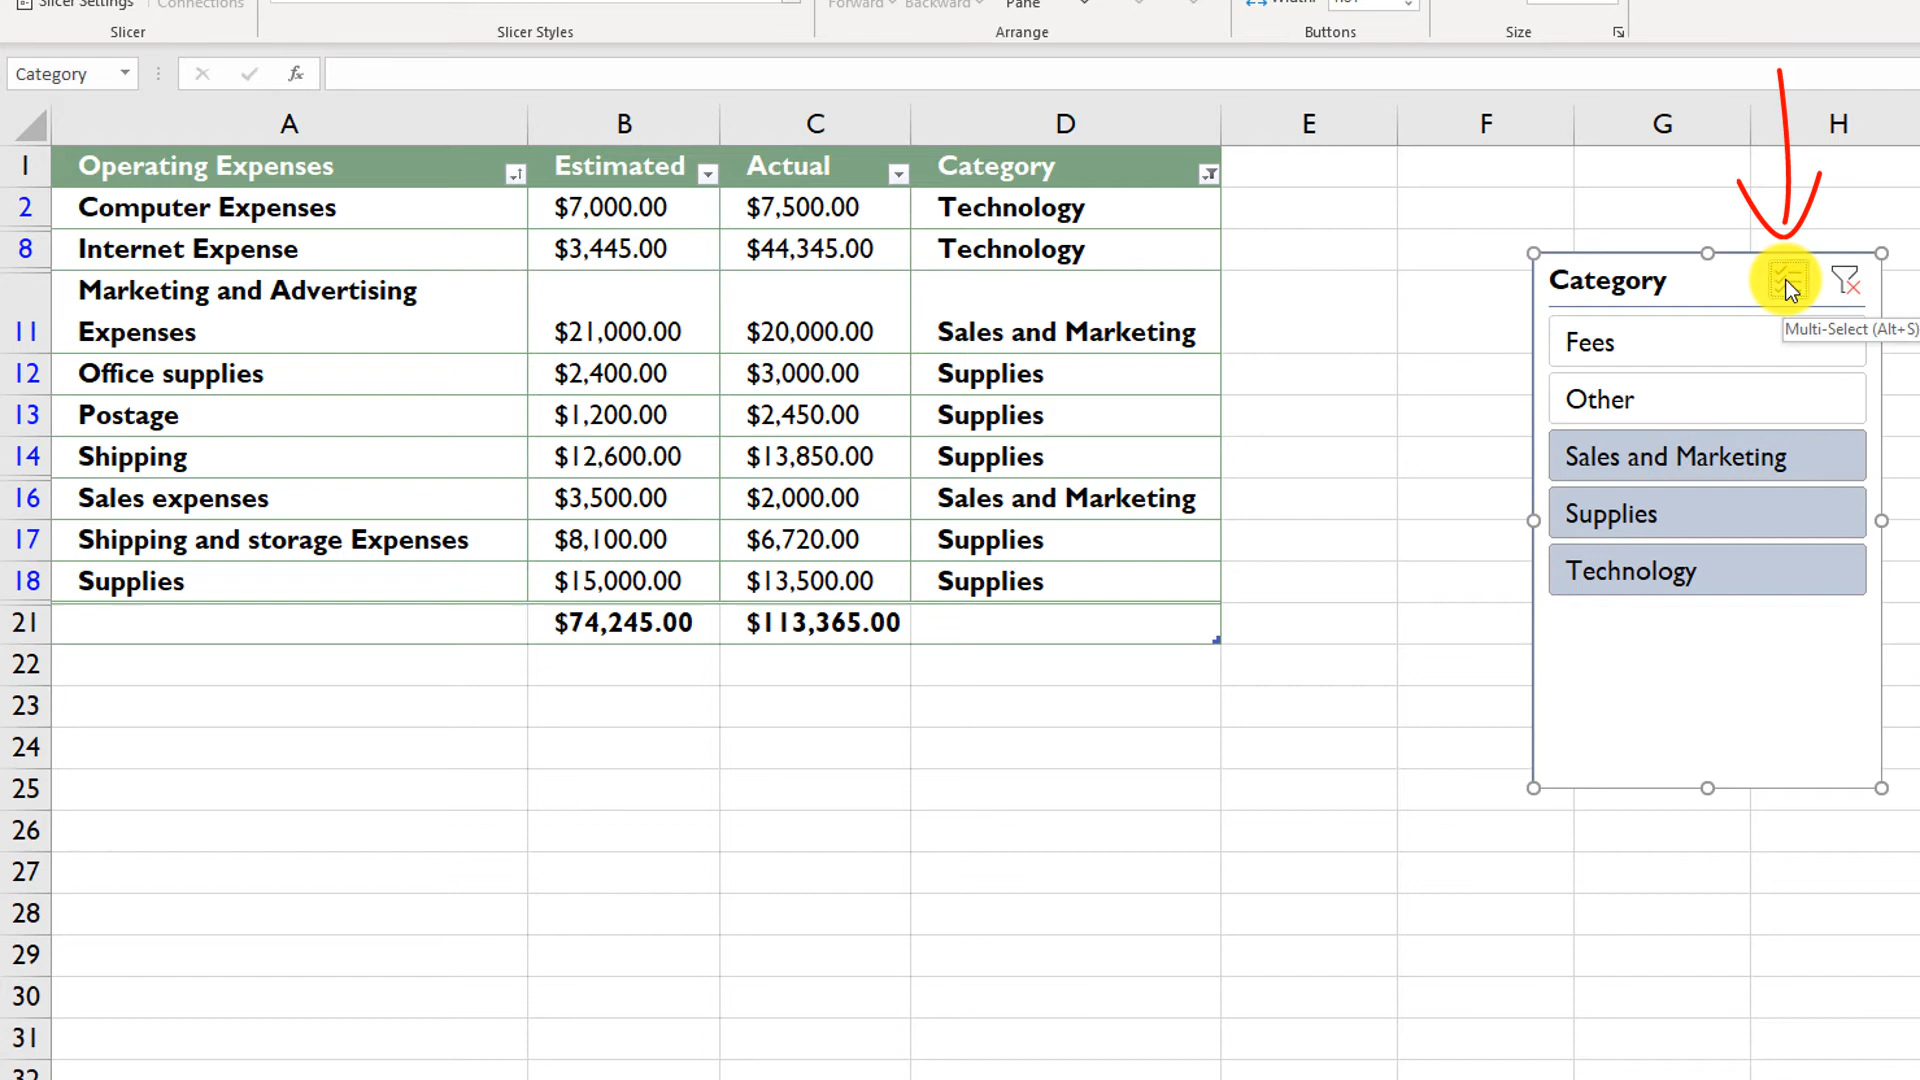 Slicer Settings Connections Forward Backward Pane
Slicer Slicer Styles Arrange Buttons Size
Category fx
A B C D E F G H
1 Operating Expenses Estimated Actual Category
2 Computer Expenses $7,000.00 $7,500.00 Technology
8 Internet Expense $3,445.00 $44,345.00 Technology
Marketing and Advertising
11 Expenses $21,000.00 $20,000.00 Sales and Marketing
12 Office supplies $2,400.00 $3,000.00 Supplies
13 Postage $1,200.00 $2,450.00 Supplies
14 Shipping $12,600.00 $13,850.00 Supplies
16 Sales expenses $3,500.00 $2,000.00 Sales and Marketing
17 Shipping and storage Expenses $8,100.00 $6,720.00 Supplies
18 Supplies $15,000.00 $13,500.00 Supplies
21 $74,245.00 $113,365.00
22
23
24
25
26
27
28
29
30
31
32
Category
Multi-Select (Alt+S)
Fees
Other
Sales and Marketing
Supplies
Technology